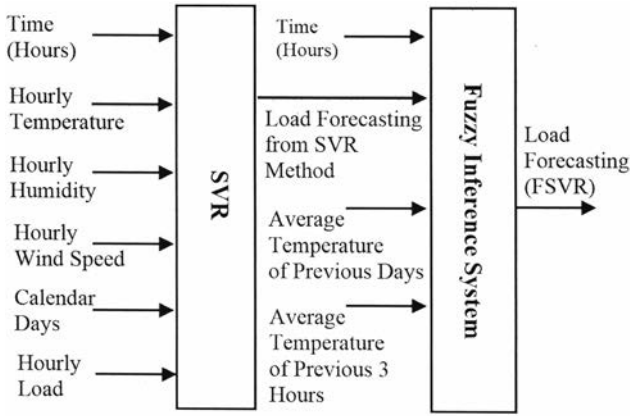 Time
(Hours)
Hourly
Temperature
Hourly
Humidity
Hourly
Wind Speed
Calendar
Days
Hourly
Load
SVR
Time
(Hours)
Load Forecasting
from SVR
Method
Average
Temperature
of Previous Days
Average
Temperature
of Previous 3
Hours
Fuzzy Inference System
Load
Forecasting
(FSVR)